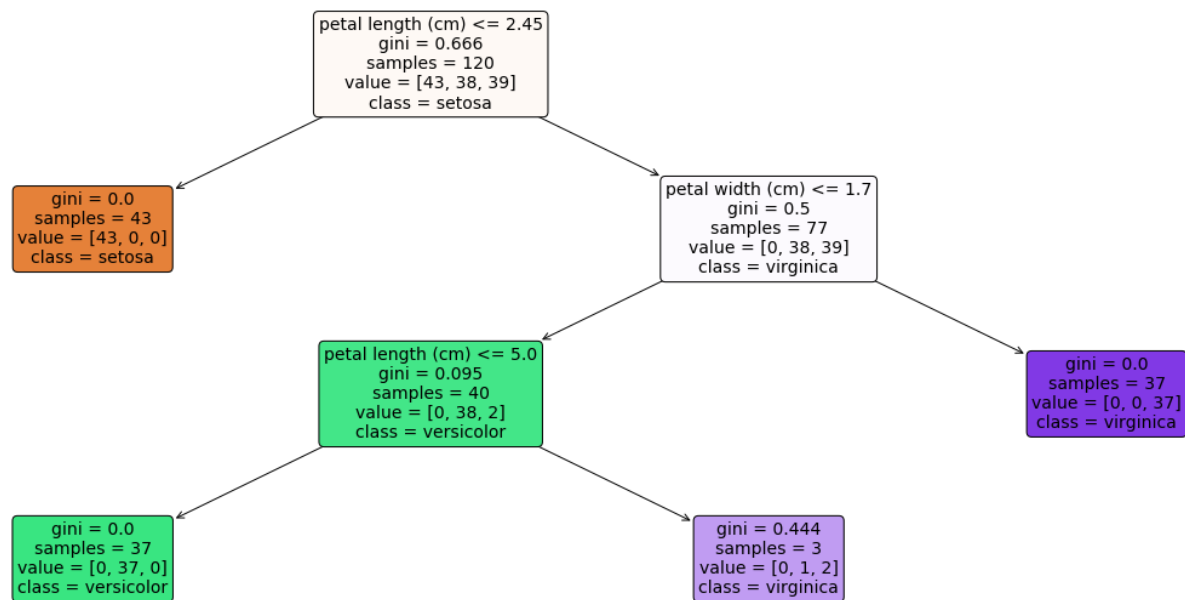 petal length (cm) <= 2.45
gini = 0.666
samples = 120
value = [43, 38, 39]
class = setosa
gini = 0.0
samples = 43
value = [43, 0, 0]
class = setosa
petal width (cm) <= 1.7
gini = 0.5
samples = 77
value = [0, 38, 39]
class = virginica
petal length (cm) <= 5.0
gini = 0.095
samples = 40
value = [0, 38, 2]
class = versicolor
gini = 0.0
samples = 37
value = [0, 0, 37]
class = virginica
gini = 0.0
samples = 37
value = [0, 37, 0]
class = versicolor
gini = 0.444
samples = 3
value = [0, 1, 2]
class = virginica